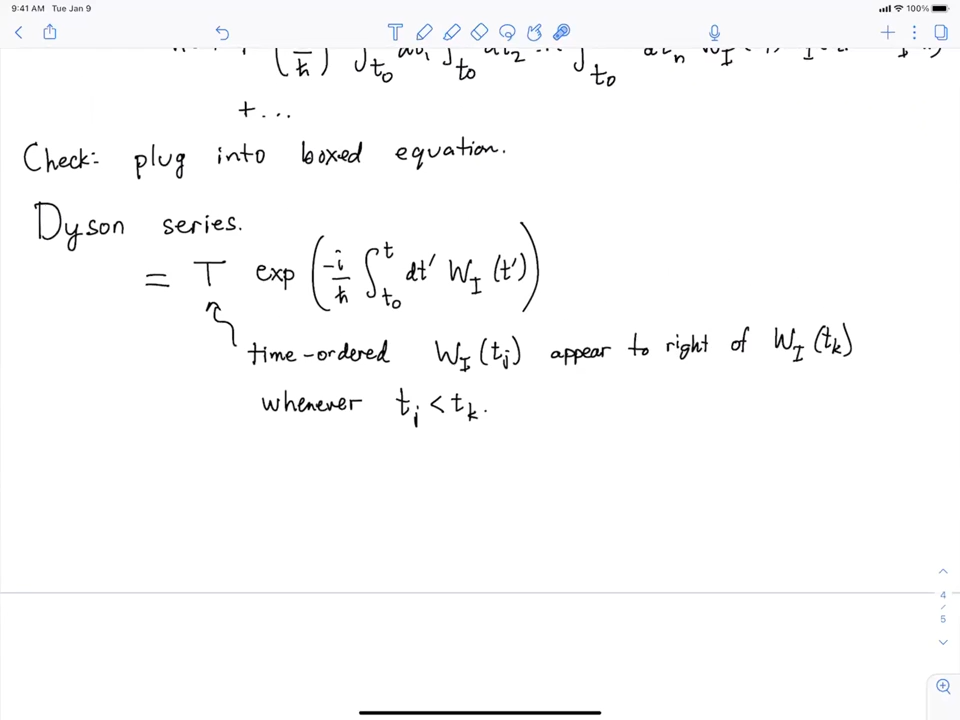 9:41 AM Tue Jan 9
100%
+...
Check: plug into boxed equation.
Dyson series.
= T exp(-i/ħ ∫_{t_0}^{t} dt' W_I(t'))
time-ordered W_I(t_j) appear to right of W_I(t_k)
whenever t_j < t_k.
4
/
5